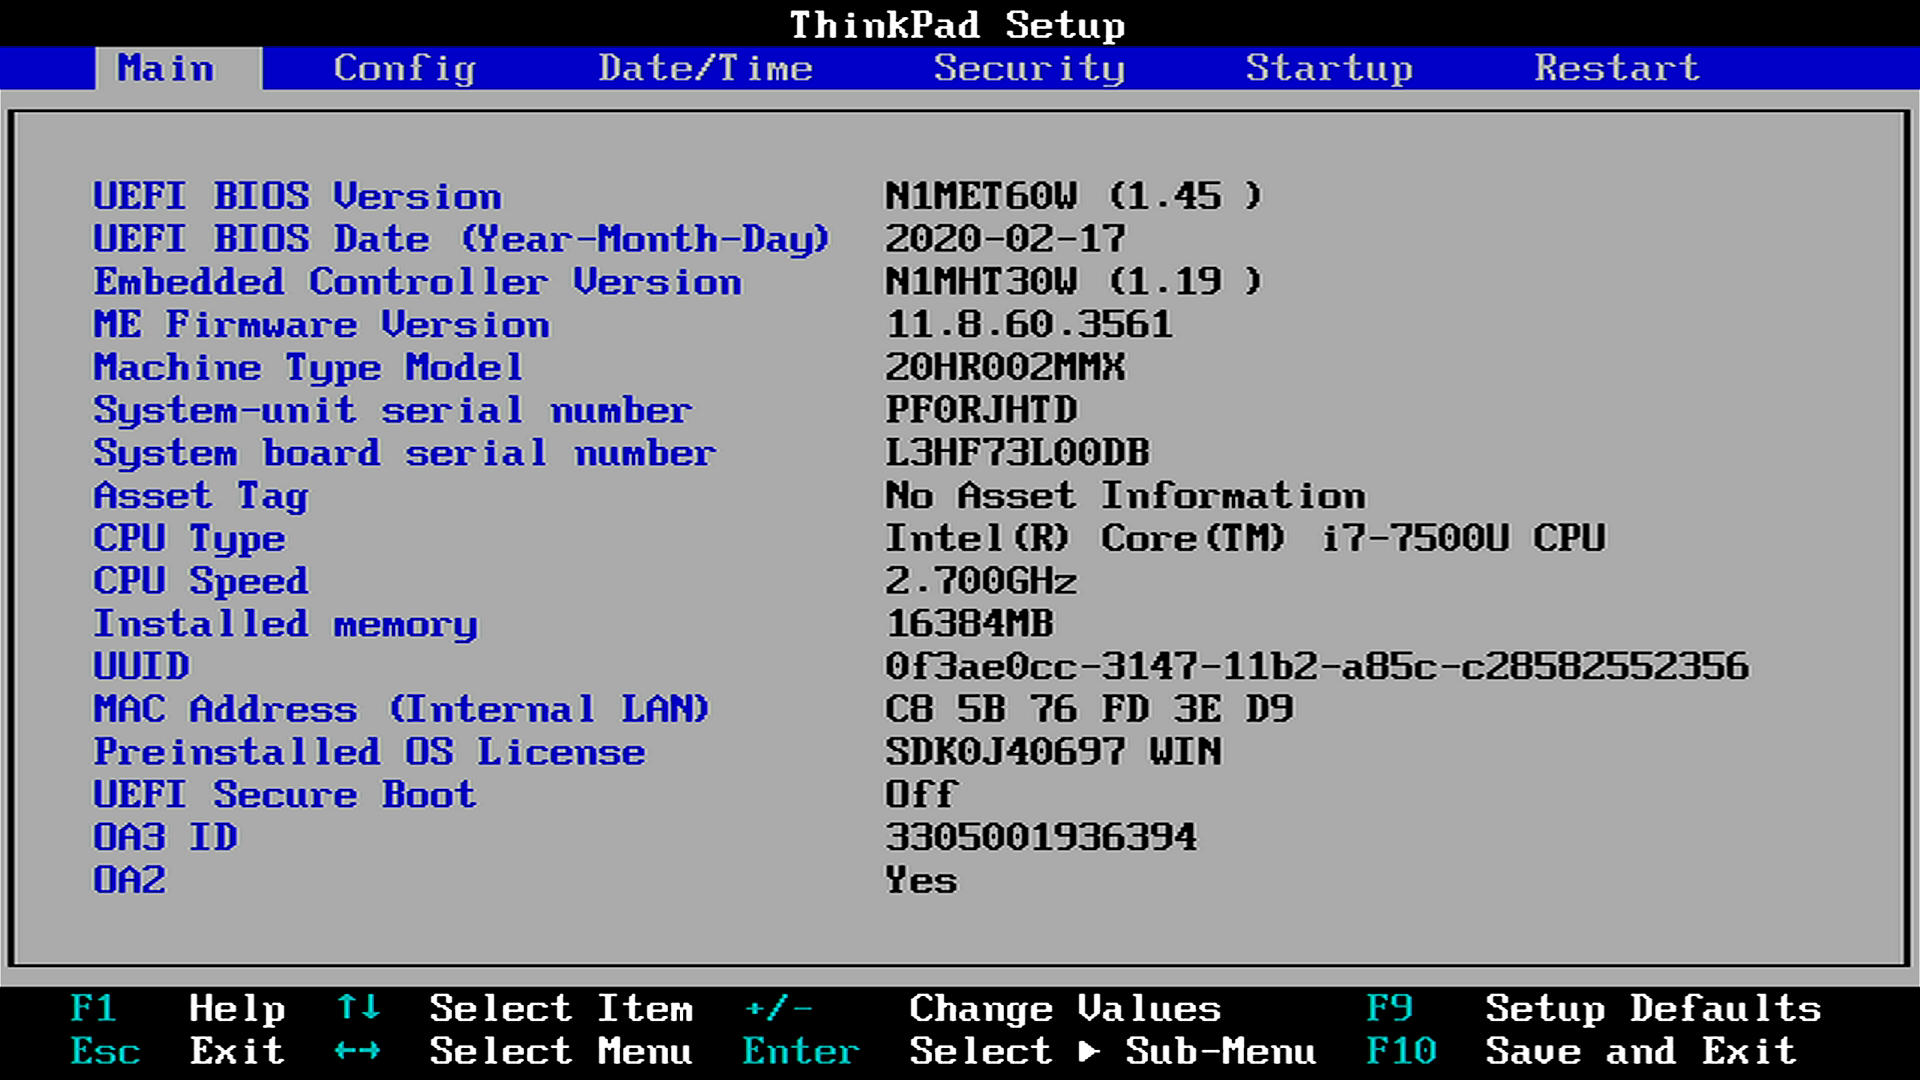 ThinkPad Setup
Main Config Date/Time Security Startup Restart
UEFI BIOS Version N1MET60W (1.45 )
UEFI BIOS Date (Year-Month-Day) 2020-02-17
Embedded Controller Version N1MHT30W (1.19 )
ME Firmware Version 11.8.60.3561
Machine Type Model 20HR002MMX
System-unit serial number PF0RJHTD
System board serial number L3HF73L00DB
Asset Tag No Asset Information
CPU Type Intel(R) Core(TM) i7-7500U CPU
CPU Speed 2.700GHz
Installed memory 16384MB
UUID 0f3ae0cc-3147-11b2-a85c-c28582552356
MAC Address (Internal LAN) C8 5B 76 FD 3E D9
Preinstalled OS License SDK0J40697 WIN
UEFI Secure Boot Off
OA3 ID 3305001936394
OA2 Yes
F1 Help ↑↓ Select Item +/- Change Values F9 Setup Defaults
Esc Exit ←→ Select Menu Enter Select ▶ Sub-Menu F10 Save and Exit